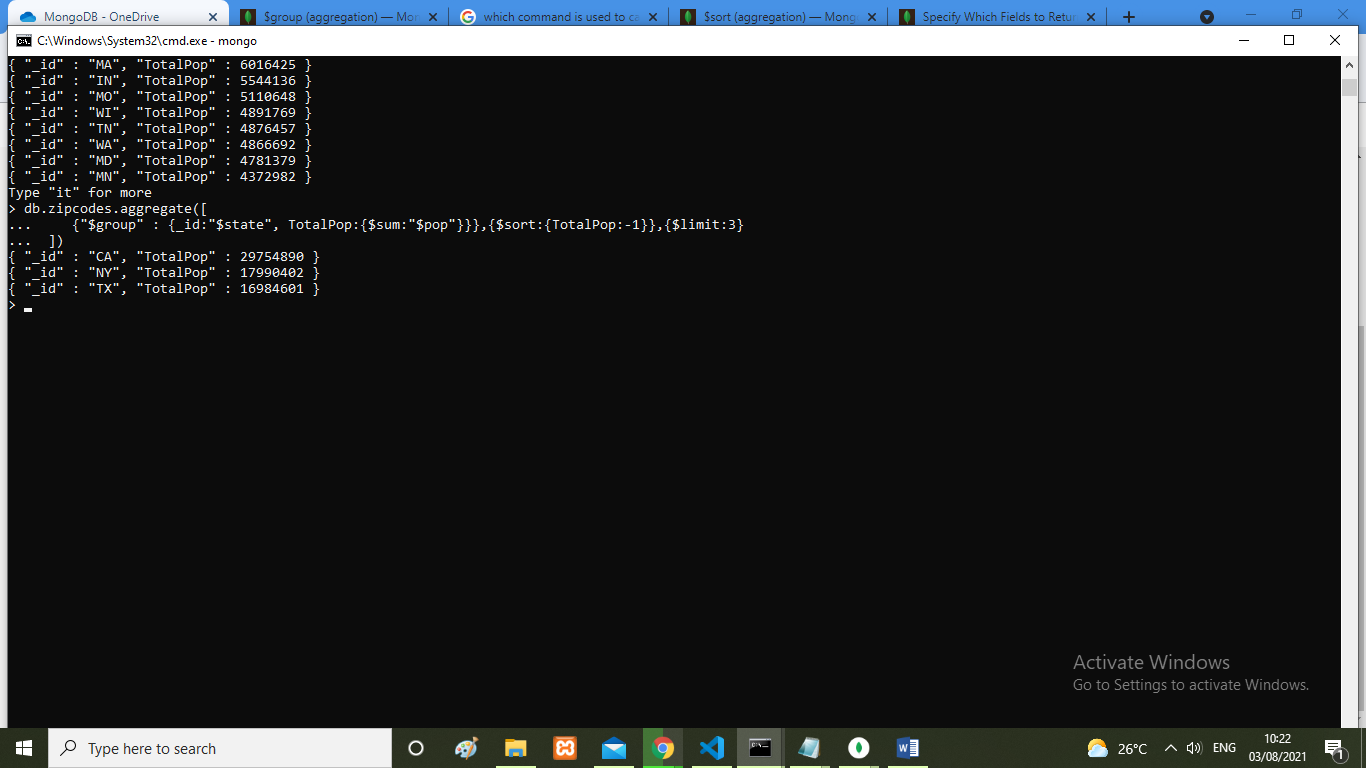 MongoDB - OneDrive
$group (aggregation) — Mon
which command is used to ca
$sort (aggregation) — Mong
Specify Which Fields to Retur
C:\Windows\System32\cmd.exe - mongo
{ "_id" : "MA", "TotalPop" : 6016425 }
{ "_id" : "IN", "TotalPop" : 5544136 }
{ "_id" : "MO", "TotalPop" : 5110648 }
{ "_id" : "WI", "TotalPop" : 4891769 }
{ "_id" : "TN", "TotalPop" : 4876457 }
{ "_id" : "WA", "TotalPop" : 4866692 }
{ "_id" : "MD", "TotalPop" : 4781379 }
{ "_id" : "MN", "TotalPop" : 4372982 }
Type "it" for more
> db.zipcodes.aggregate([
...     {"$group" : {_id:"$state", TotalPop:{$sum:"$pop"}}},{$sort:{TotalPop:-1}},{$limit:3}
...  ])
{ "_id" : "CA", "TotalPop" : 29754890 }
{ "_id" : "NY", "TotalPop" : 17990402 }
{ "_id" : "TX", "TotalPop" : 16984601 }
>
Activate Windows
Go to Settings to activate Windows.
Type here to search
26°C
ENG
10:22
03/08/2021
1